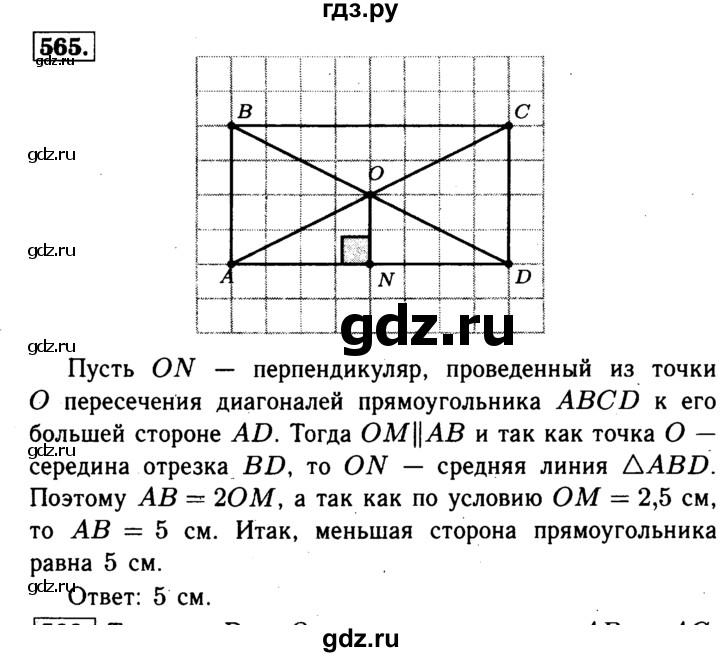 гдз.ру
565.
gdz.ru
B
C
gdz.ru
O
gdz.ru
A
N
D
gdz.ru
gdz.ru
Пусть ON — перпендикуляр, проведенный из точки
O пересечения диагоналей прямоугольника ABCD к его
большей стороне AD. Тогда OM∥AB и так как точка O —
середина отрезка BD, то ON — средняя линия △ABD.
gdz.ru
Поэтому AB = 2OM, а так как по условию OM = 2,5 см,
то AB = 5 см. Итак, меньшая сторона прямоугольника
равна 5 см.
gdz.ru
Ответ: 5 см.
gdz.ru